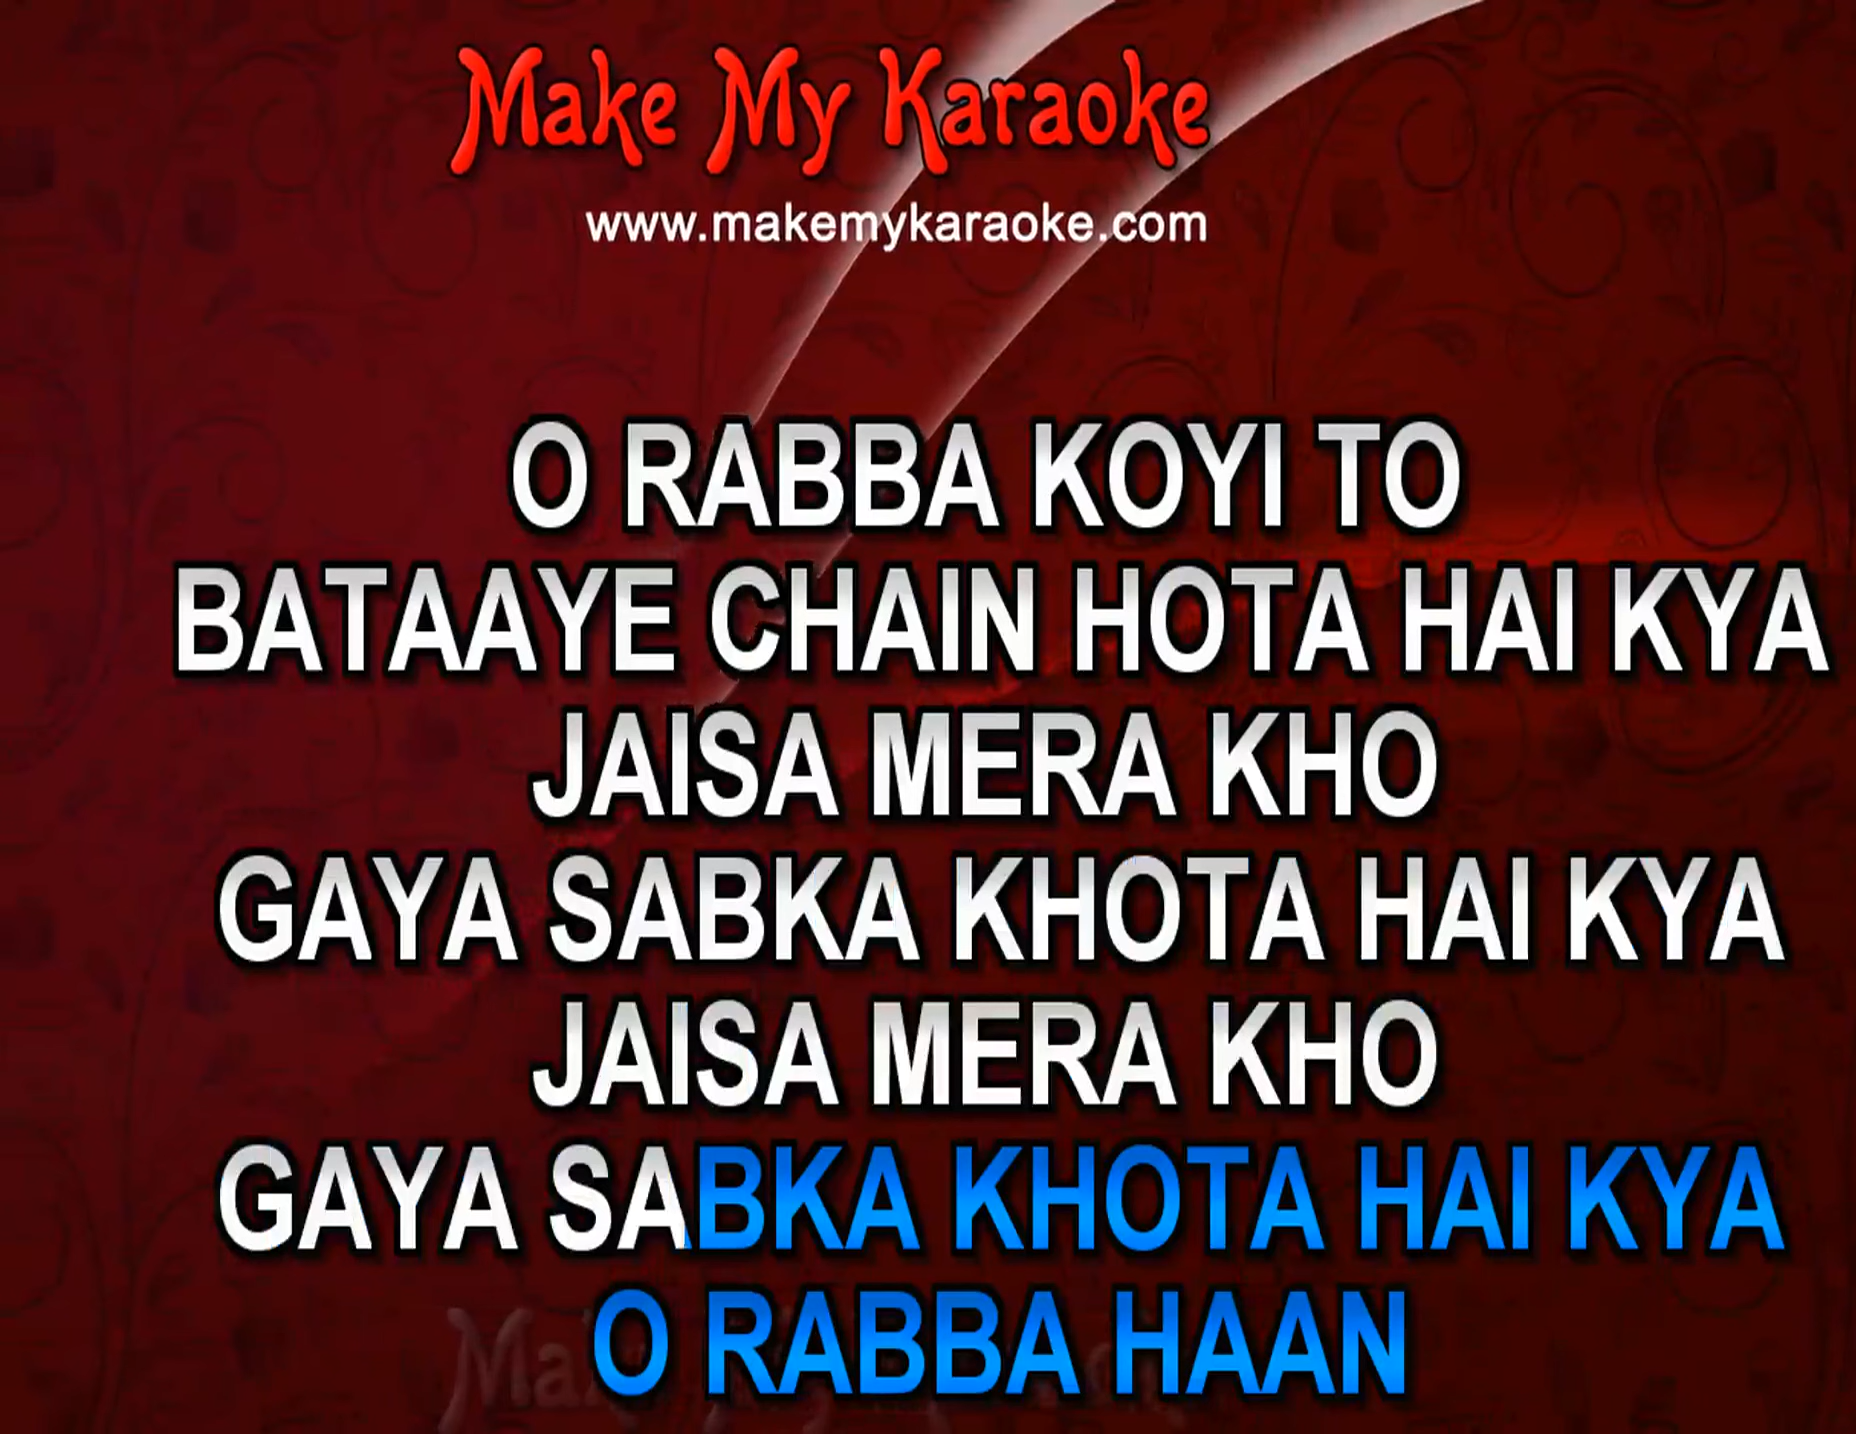 Make My Karaoke
www.makemykaraoke.com
O RABBA KOYI TO
BATAAYE CHAIN HOTA HAI KYA
JAISA MERA KHO
GAYA SABKA KHOTA HAI KYA
JAISA MERA KHO
GAYA SABKA KHOTA HAI KYA
O RABBA HAAN